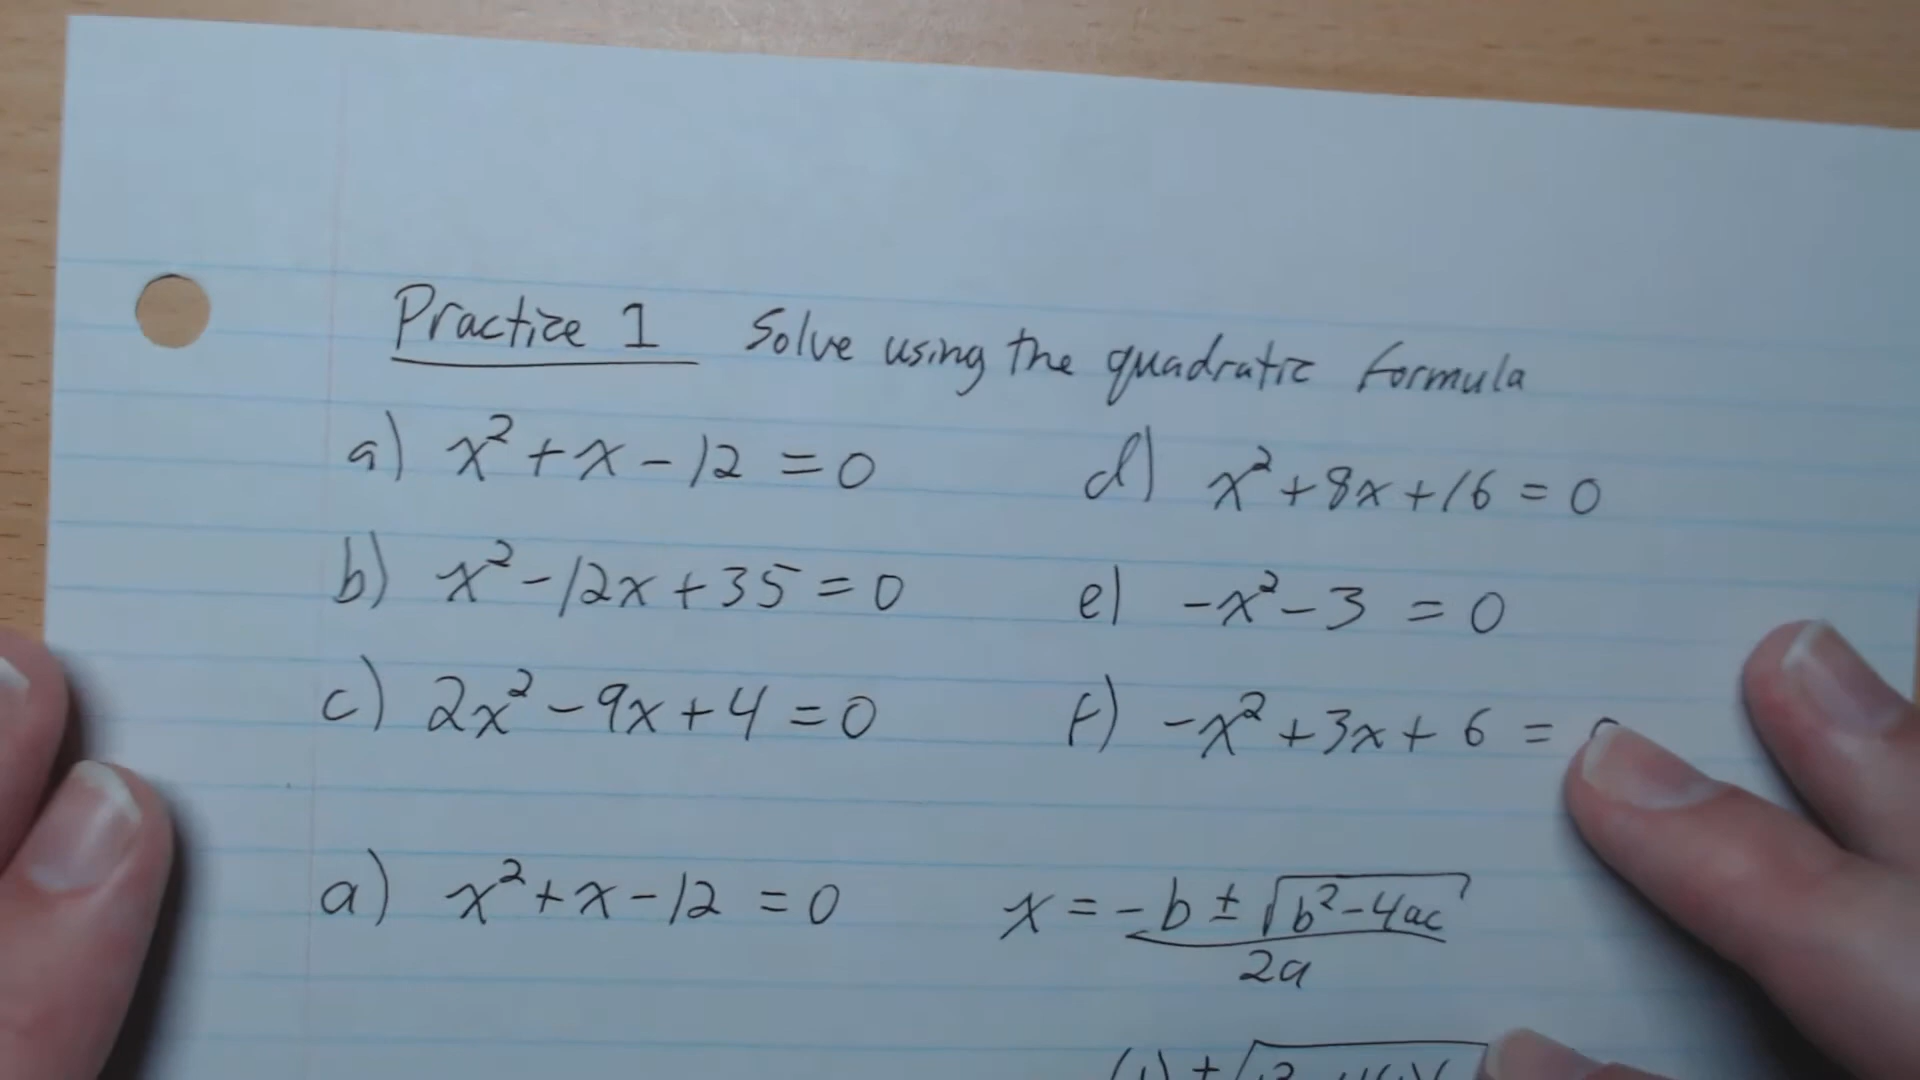 Practice 1 Solve using the quadratic formula
a) x² + x - 12 = 0
d) x² + 8x + 16 = 0
b) x² - 12x + 35 = 0
e) -x² - 3 = 0
c) 2x² - 9x + 4 = 0
f) -x² + 3x + 6 =
a) x² + x - 12 = 0
x = -b ± √b² - 4ac
2a